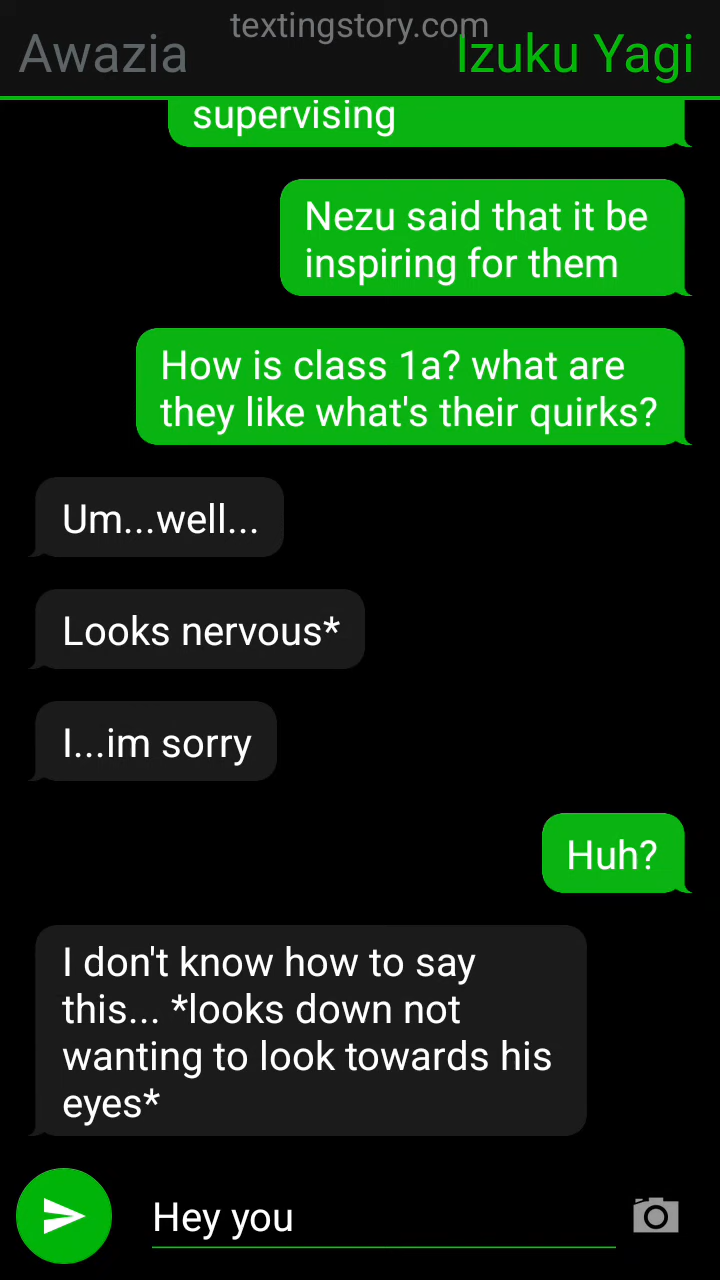 textingstory.com
Awazia
Izuku Yagi
supervising
Nezu said that it be
inspiring for them
How is class 1a? what are
they like what's their quirks?
Um...well...
Looks nervous*
I...im sorry
Huh?
I don't know how to say
this... *looks down not
wanting to look towards his
eyes*
Hey you